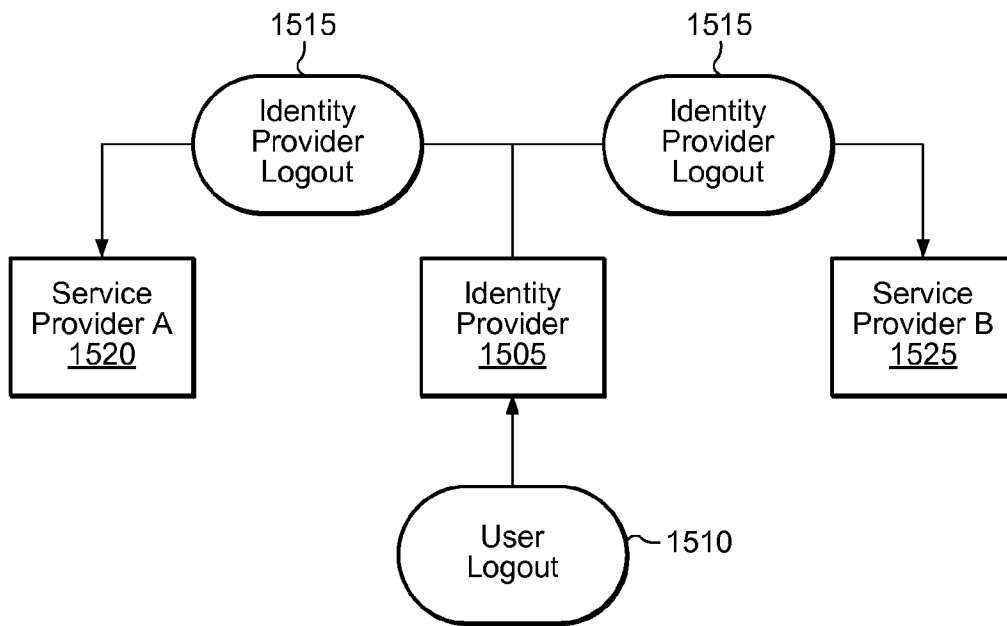 1515
1515
Identity
Provider
Logout
Identity
Provider
Logout
Service
Provider A
1520
Identity
Provider
1505
Service
Provider B
1525
User
Logout
1510